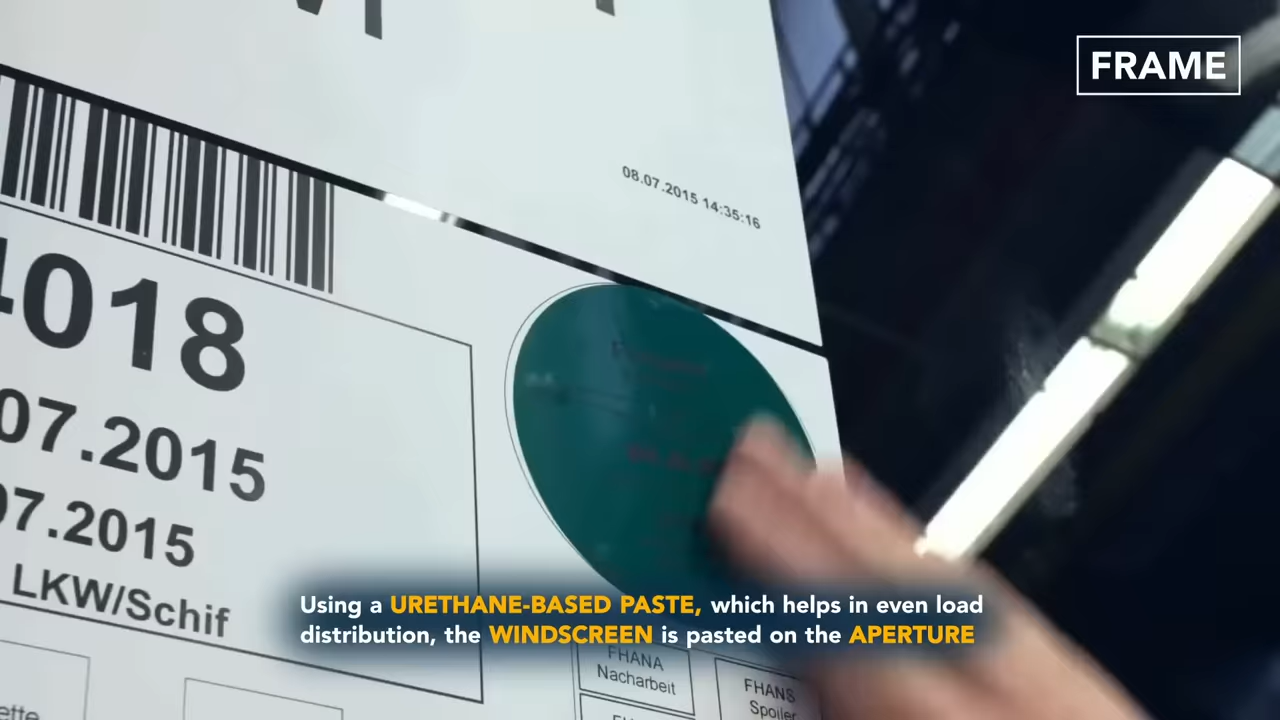 FRAME
08.07.2015 14:35:16
4018
07.2015
07.2015
LKW/Schif
Using a URETHANE-BASED PASTE, which helps in even load
distribution, the WINDSCREEN is pasted on the APERTURE
FHANA
Nacharbeit
FHANS
Spoiler